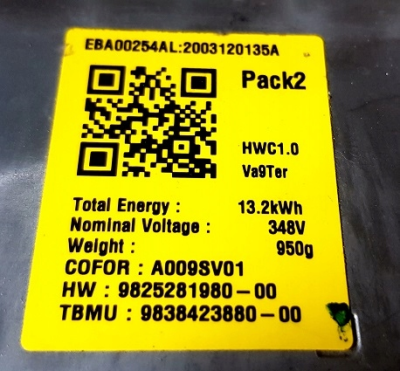 EBA00254AL:2003120135A
Pack2
HWC1.0
Va9Ter
Total Energy : 13.2kWh
Nominal Voltage : 348V
Weight : 950g
COFOR : A009SV01
HW : 9825281980-00
TBMU : 9838423880-00